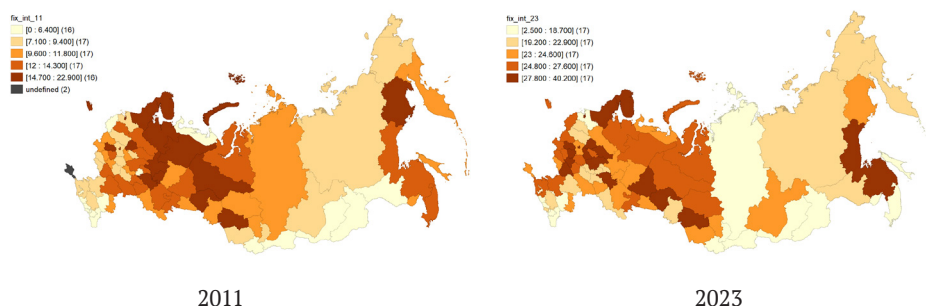 fix_int_11
[0 : 6.400] (16)
[7.100 : 9.400] (17)
[9.600 : 11.800] (17)
[12 : 14.300] (17)
[14.700 : 22.900] (16)
undefined (2)
2011
fix_int_23
[2.500 : 18.700] (17)
[19.200 : 22.900] (17)
[23 : 24.600] (17)
[24.800 : 27.600] (17)
[27.800 : 40.200] (17)
2023